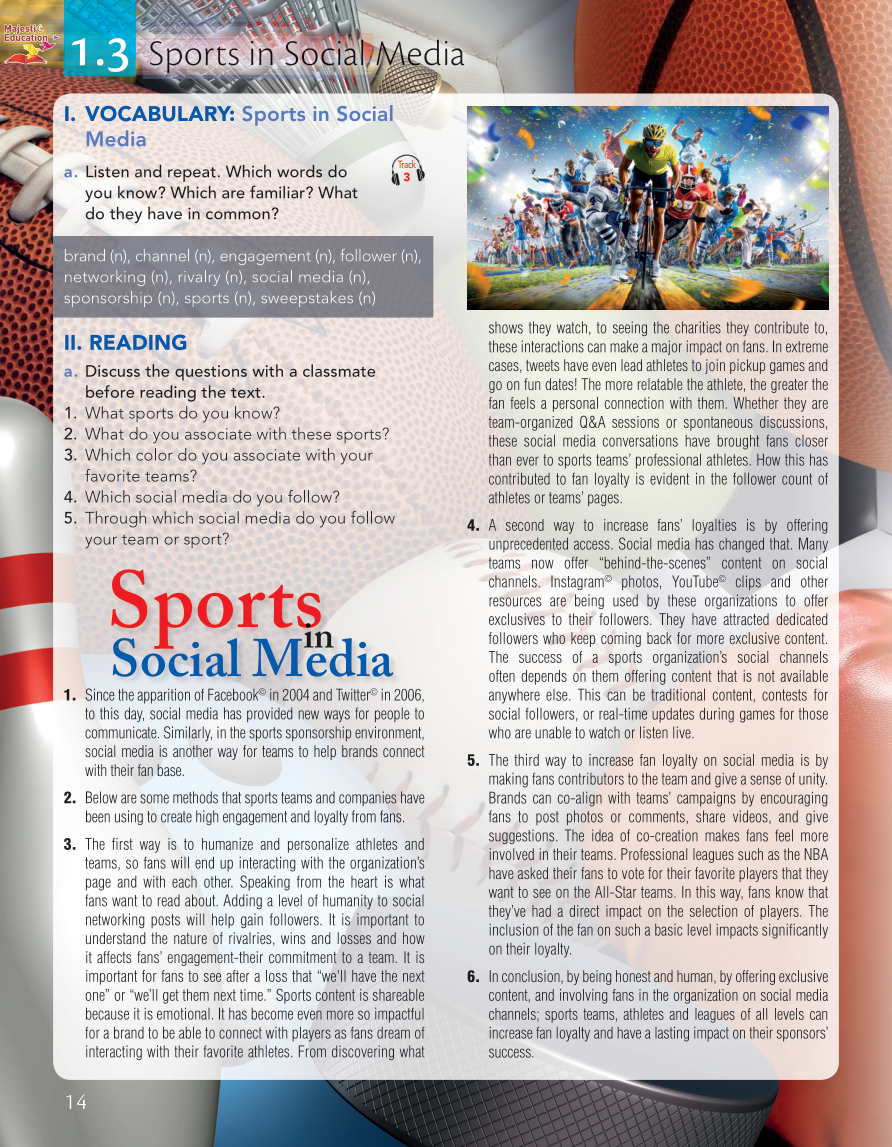 Majestic
Education
1.3 Sports in Social Media
I. VOCABULARY: Sports in Social
Media
a. Listen and repeat. Which words do
you know? Which are familiar? What
do they have in common?
Track
3
brand (n), channel (n), engagement (n), follower (n),
networking (n), rivalry (n), social media (n),
sponsorship (n), sports (n), sweepstakes (n)
II. READING
a. Discuss the questions with a classmate
before reading the text.
1. What sports do you know?
2. What do you associate with these sports?
3. Which color do you associate with your
favorite teams?
4. Which social media do you follow?
5. Through which social media do you follow
your team or sport?
Sports
in
Social Media
1. Since the apparition of Facebook© in 2004 and Twitter© in 2006,
to this day, social media has provided new ways for people to
communicate. Similarly, in the sports sponsorship environment,
social media is another way for teams to help brands connect
with their fan base.
2. Below are some methods that sports teams and companies have
been using to create high engagement and loyalty from fans.
3. The first way is to humanize and personalize athletes and
teams, so fans will end up interacting with the organization's
page and with each other. Speaking from the heart is what
fans want to read about. Adding a level of humanity to social
networking posts will help gain followers. It is important to
understand the nature of rivalries, wins and losses and how
it affects fans' engagement-their commitment to a team. It is
important for fans to see after a loss that "we'll have the next
one" or "we'll get them next time." Sports content is shareable
because it is emotional. It has become even more so impactful
for a brand to be able to connect with players as fans dream of
interacting with their favorite athletes. From discovering what
shows they watch, to seeing the charities they contribute to,
these interactions can make a major impact on fans. In extreme
cases, tweets have even lead athletes to join pickup games and
go on fun dates! The more relatable the athlete, the greater the
fan feels a personal connection with them. Whether they are
team-organized Q&A sessions or spontaneous discussions,
these social media conversations have brought fans closer
than ever to sports teams' professional athletes. How this has
contributed to fan loyalty is evident in the follower count of
athletes or teams' pages.
4. A second way to increase fans' loyalties is by offering
unprecedented access. Social media has changed that. Many
teams now offer "behind-the-scenes" content on social
channels. Instagram© photos, YouTube© clips and other
resources are being used by these organizations to offer
exclusives to their followers. They have attracted dedicated
followers who keep coming back for more exclusive content.
The success of a sports organization's social channels
often depends on them offering content that is not available
anywhere else. This can be traditional content, contests for
social followers, or real-time updates during games for those
who are unable to watch or listen live.
5. The third way to increase fan loyalty on social media is by
making fans contributors to the team and give a sense of unity.
Brands can co-align with teams' campaigns by encouraging
fans to post photos or comments, share videos, and give
suggestions. The idea of co-creation makes fans feel more
involved in their teams. Professional leagues such as the NBA
have asked their fans to vote for their favorite players that they
want to see on the All-Star teams. In this way, fans know that
they've had a direct impact on the selection of players. The
inclusion of the fan on such a basic level impacts significantly
on their loyalty.
6. In conclusion, by being honest and human, by offering exclusive
content, and involving fans in the organization on social media
channels; sports teams, athletes and leagues of all levels can
increase fan loyalty and have a lasting impact on their sponsors'
success.
14